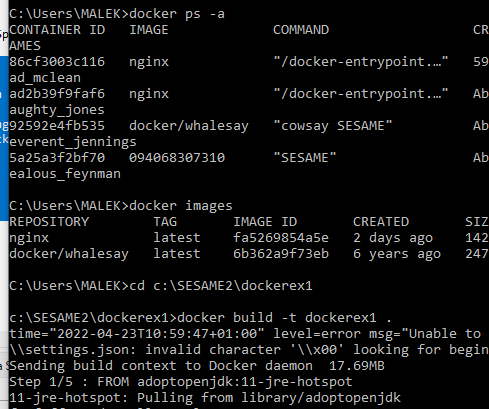 C:\Users\MALEK>docker ps -a
CONTAINER ID IMAGE COMMAND CR
AMES
86cf3003c116 nginx "/docker-entrypoint.…" 59
ad_mclean
ad2b39f9faf6 nginx "/docker-entrypoint.…" Ab
aughty_jones
92592e4fb535 docker/whalesay "cowsay SESAME" Ab
everent_jennings
5a25a3f2bf70 094068307310 "SESAME" Ab
ealous_feynman
C:\Users\MALEK>docker images
REPOSITORY TAG IMAGE ID CREATED SIZ
nginx latest fa5269854a5e 2 days ago 142
docker/whalesay latest 6b362a9f73eb 6 years ago 247
C:\Users\MALEK>cd c:\SESAME2\dockerex1
c:\SESAME2\dockerex1>docker build -t dockerex1 .
time="2022-04-23T10:59:47+01:00" level=error msg="Unable to
\\settings.json: invalid character '\\x00' looking for begin
Sending build context to Docker daemon 17.69MB
Step 1/5 : FROM adoptopenjdk:11-jre-hotspot
11-jre-hotspot: Pulling from library/adoptopenjdk